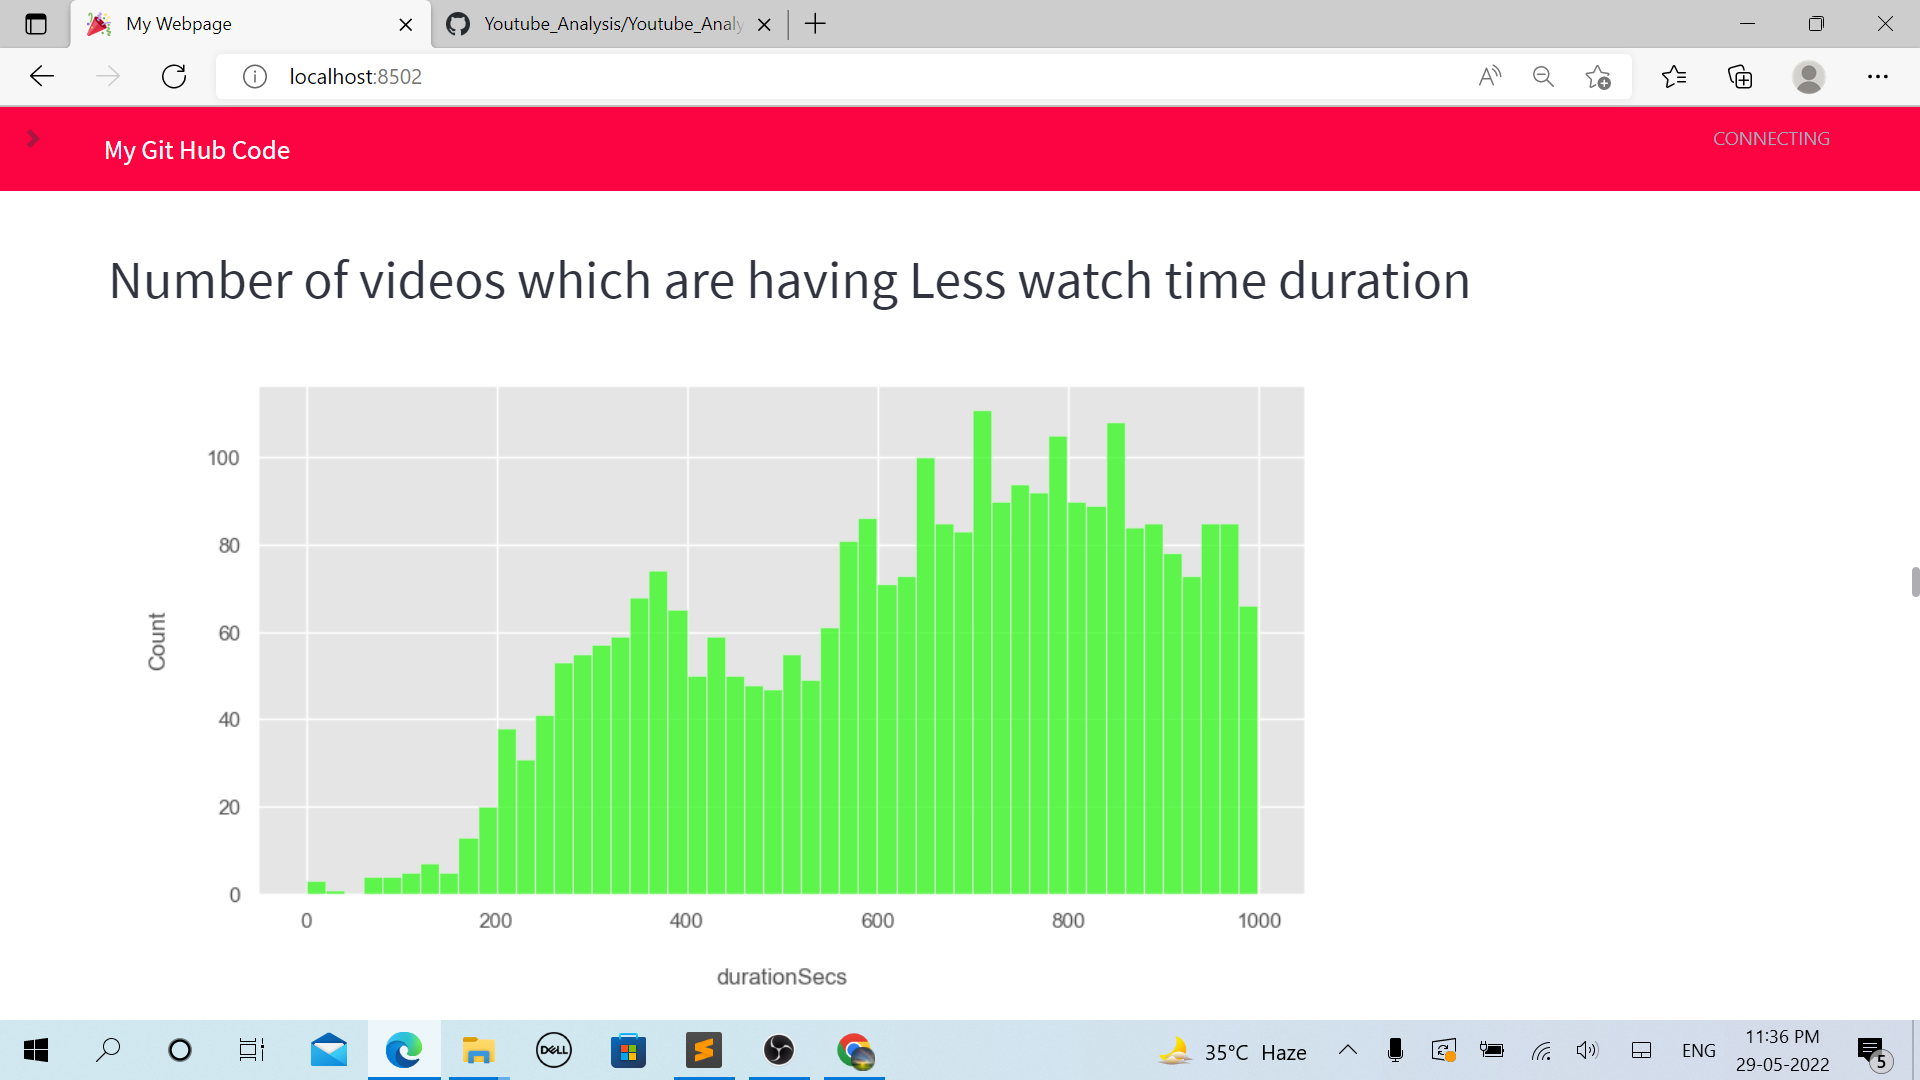 My Webpage
Youtube_Analysis/Youtube_Analy
localhost:8502
My Git Hub Code
CONNECTING
Number of videos which are having Less watch time duration
100
80
60
40
20
0
Count
0 200 400 600 800 1000
durationSecs
DELL
35°C Haze
ENG
11:36 PM
29-05-2022
5